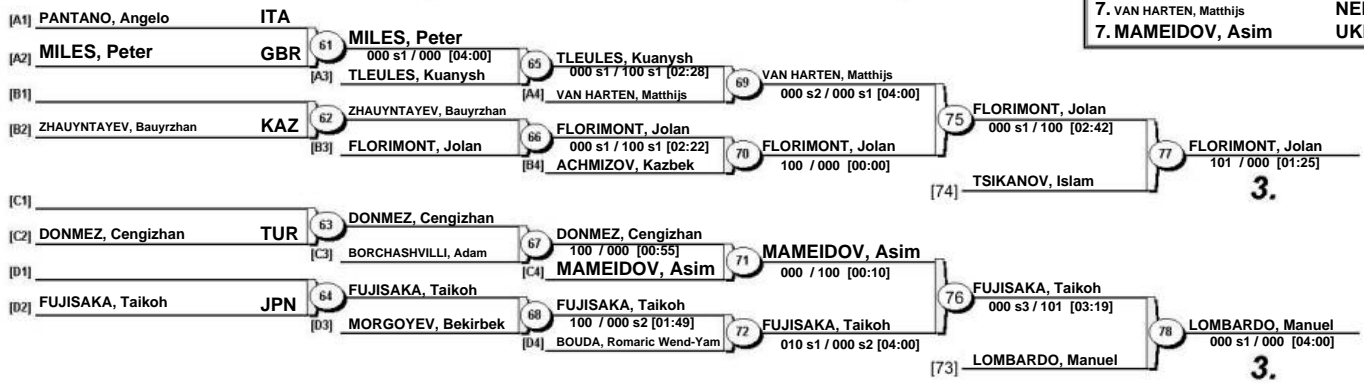 7. VAN HARTEN, Matthijs
7. MAMEIDOV, Asim
[A1] PANTANO, Angelo ITA
[A2] MILES, Peter GBR
61
MILES, Peter
000 s1 / 000 [04:00]
[A3] TLEULES, Kuanysh
65
TLEULES, Kuanysh
000 s1 / 100 s1 [02:28]
[A4] VAN HARTEN, Matthijs
69
VAN HARTEN, Matthijs
000 s2 / 000 s1 [04:00]
[B1]
[B2] ZHAUYNTAYEV, Bauyrzhan KAZ
62
ZHAUYNTAYEV, Bauyrzhan
[B3] FLORIMONT, Jolan
66
FLORIMONT, Jolan
000 s1 / 100 s1 [02:22]
[B4] ACHMIZOV, Kazbek
70
FLORIMONT, Jolan
100 / 000 [00:00]
75
FLORIMONT, Jolan
000 s1 / 100 [02:42]
[74] TSIKANOV, Islam
77
FLORIMONT, Jolan
101 / 000 [01:25]
3.
[C1]
[C2] DONMEZ, Cengizhan TUR
63
DONMEZ, Cengizhan
[C3] BORCHASHVILLI, Adam
67
DONMEZ, Cengizhan
100 / 000 [00:55]
[C4] MAMEIDOV, Asim
71
MAMEIDOV, Asim
000 / 100 [00:10]
[D1]
[D2] FUJISAKA, Taikoh JPN
64
FUJISAKA, Taikoh
[D3] MORGOYEV, Bekirbek
68
FUJISAKA, Taikoh
100 / 000 s2 [01:49]
[D4] BOUDA, Romaric Wend-Yam
72
FUJISAKA, Taikoh
010 s1 / 000 s2 [04:00]
76
FUJISAKA, Taikoh
000 s3 / 101 [03:19]
[73] LOMBARDO, Manuel
78
LOMBARDO, Manuel
000 s1 / 000 [04:00]
3.